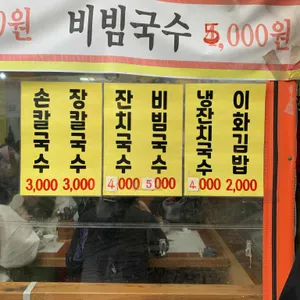 0원 비빔국수 5,000원
손칼국수 3,000
장칼국수 3,000
잔치국수 4,000
비빔국수 5,000
냉잔치국수 4,000
이화김밥 2,000